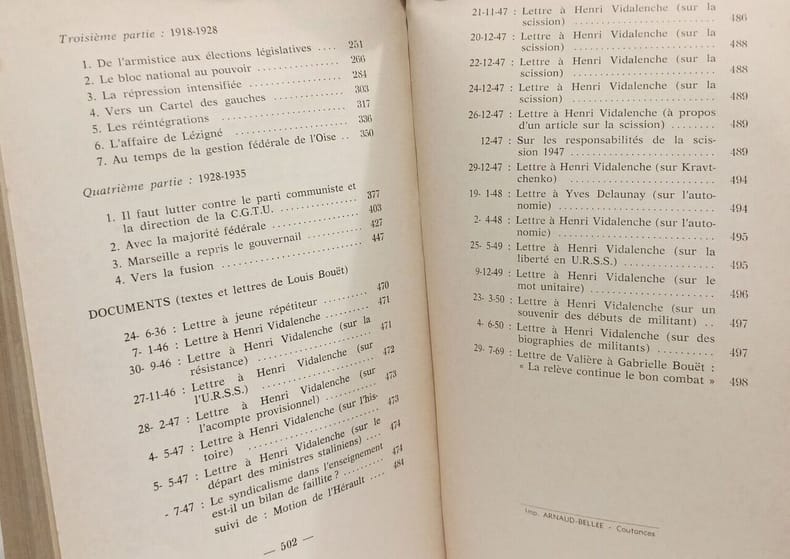 Troisième partie : 1918-1928
1. De l'armistice aux élections législatives .... 251
2. Le bloc national au pouvoir .............. 266
3. La répression intensifiée ................ 284
4. Vers un Cartel des gauches .............. 303
5. Les réintégrations ...................... 317
6. L'affaire de Lézigné .................... 336
7. Au temps de la gestion fédérale de l'Oise .. 350
Quatrième partie : 1928-1935
1. Il faut lutter contre le parti communiste et
la direction de la C.G.T.U. .............. 377
2. Avec la majorité fédérale ................ 403
3. Marseille a repris le gouvernail .......... 427
4. Vers la fusion .......................... 447
DOCUMENTS (textes et lettres de Louis Bouët)
24- 6-36 : Lettre à jeune répétiteur .......... 470
7- 1-46 : Lettre à Henri Vidalenche .......... 471
30- 9-46 : Lettre à Henri Vidalenche (sur la
résistance) ...................... 471
27-11-46 : Lettre à Henri Vidalenche (sur
l'U.R.S.S.) ...................... 472
28- 2-47 : Lettre à Henri Vidalenche (sur
l'acompte provisionnel) .......... 473
4- 5-47 : Lettre à Henri Vidalenche (sur l'his-
toire) .......................... 473
5- 5-47 : Lettre à Henri Vidalenche (sur le
départ des ministres staliniens) .... 474
- 7-47 : Le syndicalisme dans l'enseignement
est-il un bilan de faillite ? .......... 474
suivi de : Motion de l'Hérault .... 484
— 502 —
21-11-47 : Lettre à Henri Vidalenche (sur la
scission) ........................ 486
20-12-47 : Lettre à Henri Vidalenche (sur la
scission) ........................ 488
22-12-47 : Lettre à Henri Vidalenche (sur la
scission) ........................ 488
24-12-47 : Lettre à Henri Vidalenche (sur la
scission) ........................ 489
26-12-47 : Lettre à Henri Vidalenche (à propos
d'un article sur la scission) ........ 489
12-47 : Sur les responsabilités de la scis-
sion 1947 ........................ 489
29-12-47 : Lettre à Henri Vidalenche (sur Kravt-
chenko) .......................... 494
19- 1-48 : Lettre à Yves Delaunay (sur l'auto-
nomie) .......................... 494
2- 4-48 : Lettre à Henri Vidalenche (sur l'auto-
nomie) .......................... 495
25- 5-49 : Lettre à Henri Vidalenche (sur la
liberté en U.R.S.S.) .............. 495
9-12-49 : Lettre à Henri Vidalenche (sur le
mot unitaire) .................... 496
23- 3-50 : Lettre à Henri Vidalenche (sur un
souvenir des débuts de militant) .. 497
4- 6-50 : Lettre à Henri Vidalenche (sur des
biographies de militants) .......... 497
29- 7-69 : Lettre de Valière à Gabrielle Bouët :
« La relève continue le bon combat » 498
Imp. ARNAUD-BELLÉE - Coutances